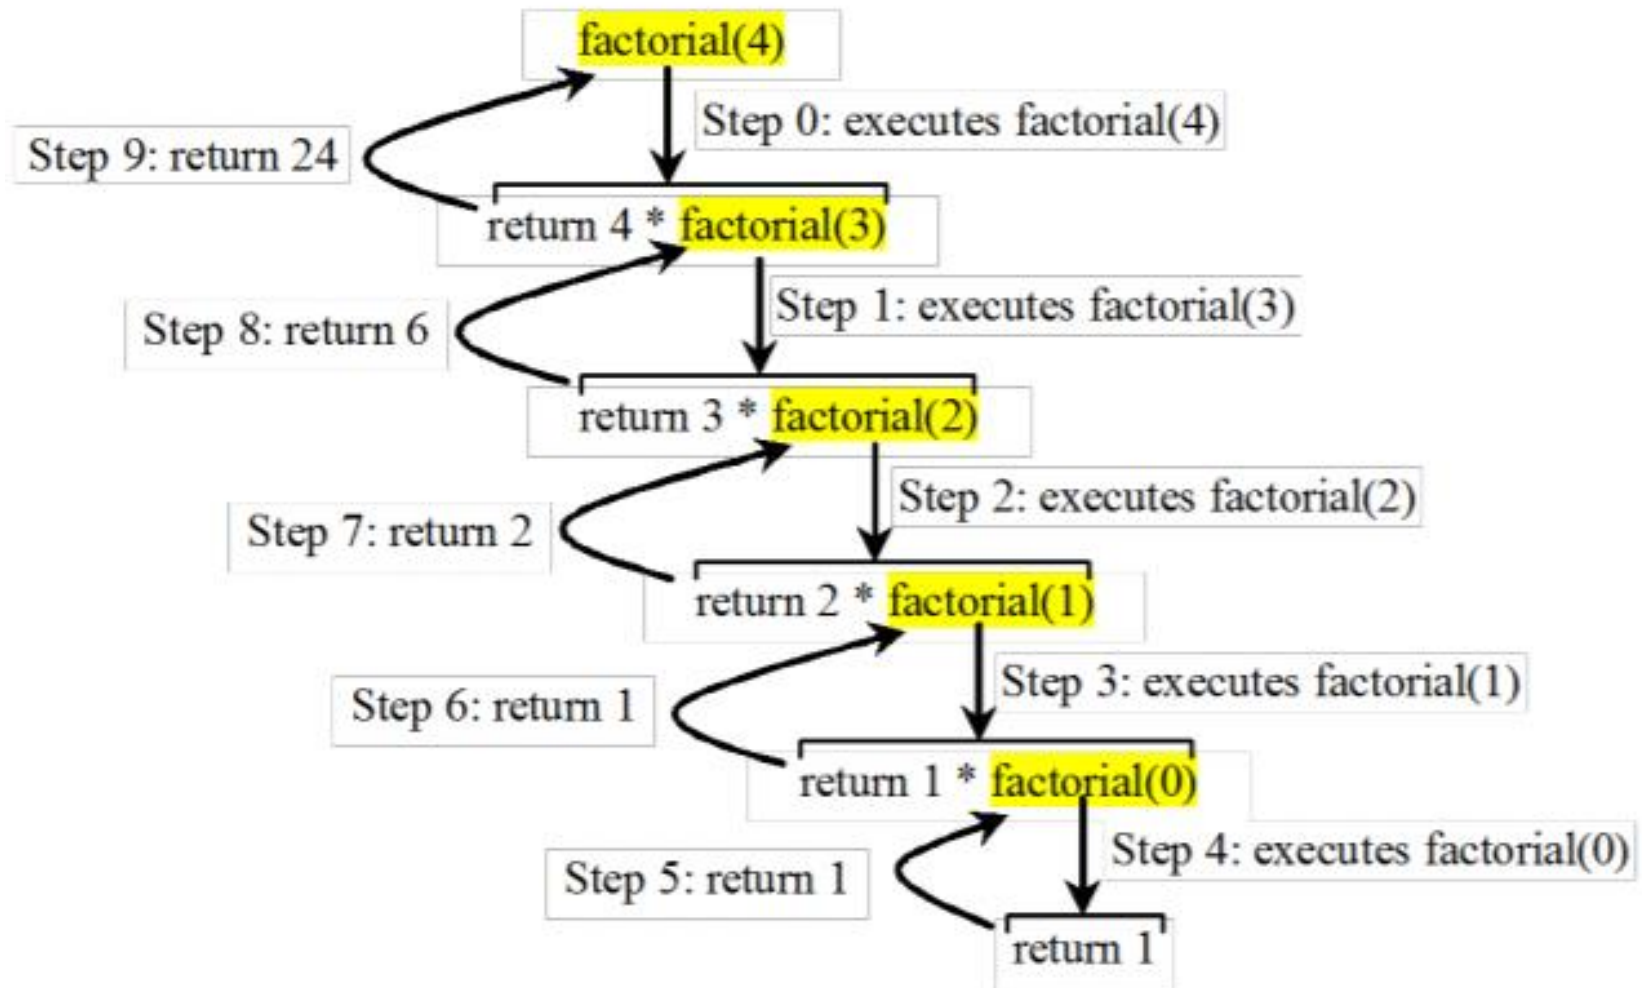 factorial(4)
Step 0: executes factorial(4)
Step 9: return 24
return 4 * factorial(3)
Step 1: executes factorial(3)
Step 8: return 6
return 3 * factorial(2)
Step 2: executes factorial(2)
Step 7: return 2
return 2 * factorial(1)
Step 3: executes factorial(1)
Step 6: return 1
return 1 * factorial(0)
Step 4: executes factorial(0)
Step 5: return 1
return 1